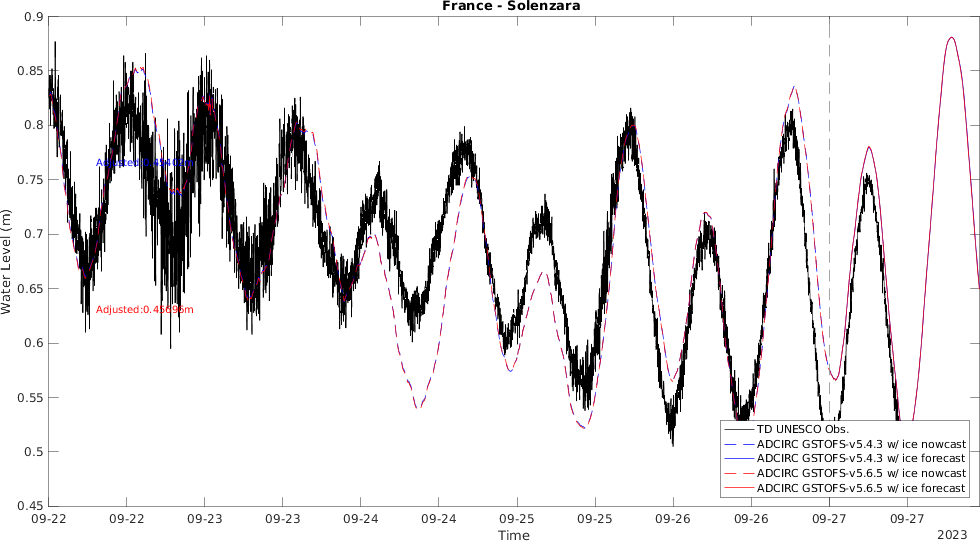 France - Solenzara
0.9
0.85
0.8
0.75
0.7
0.65
0.6
0.55
0.5
0.45
Water Level (m)
Adjusted:0.45696m
TD UNESCO Obs.
ADCIRC GSTOFS-v5.4.3 w/ ice nowcast
ADCIRC GSTOFS-v5.4.3 w/ ice forecast
ADCIRC GSTOFS-v5.6.5 w/ ice nowcast
ADCIRC GSTOFS-v5.6.5 w/ ice forecast
09-22 09-22 09-23 09-23 09-24 09-24 09-25 09-25 09-26 09-26 09-27 09-27
Time
2023